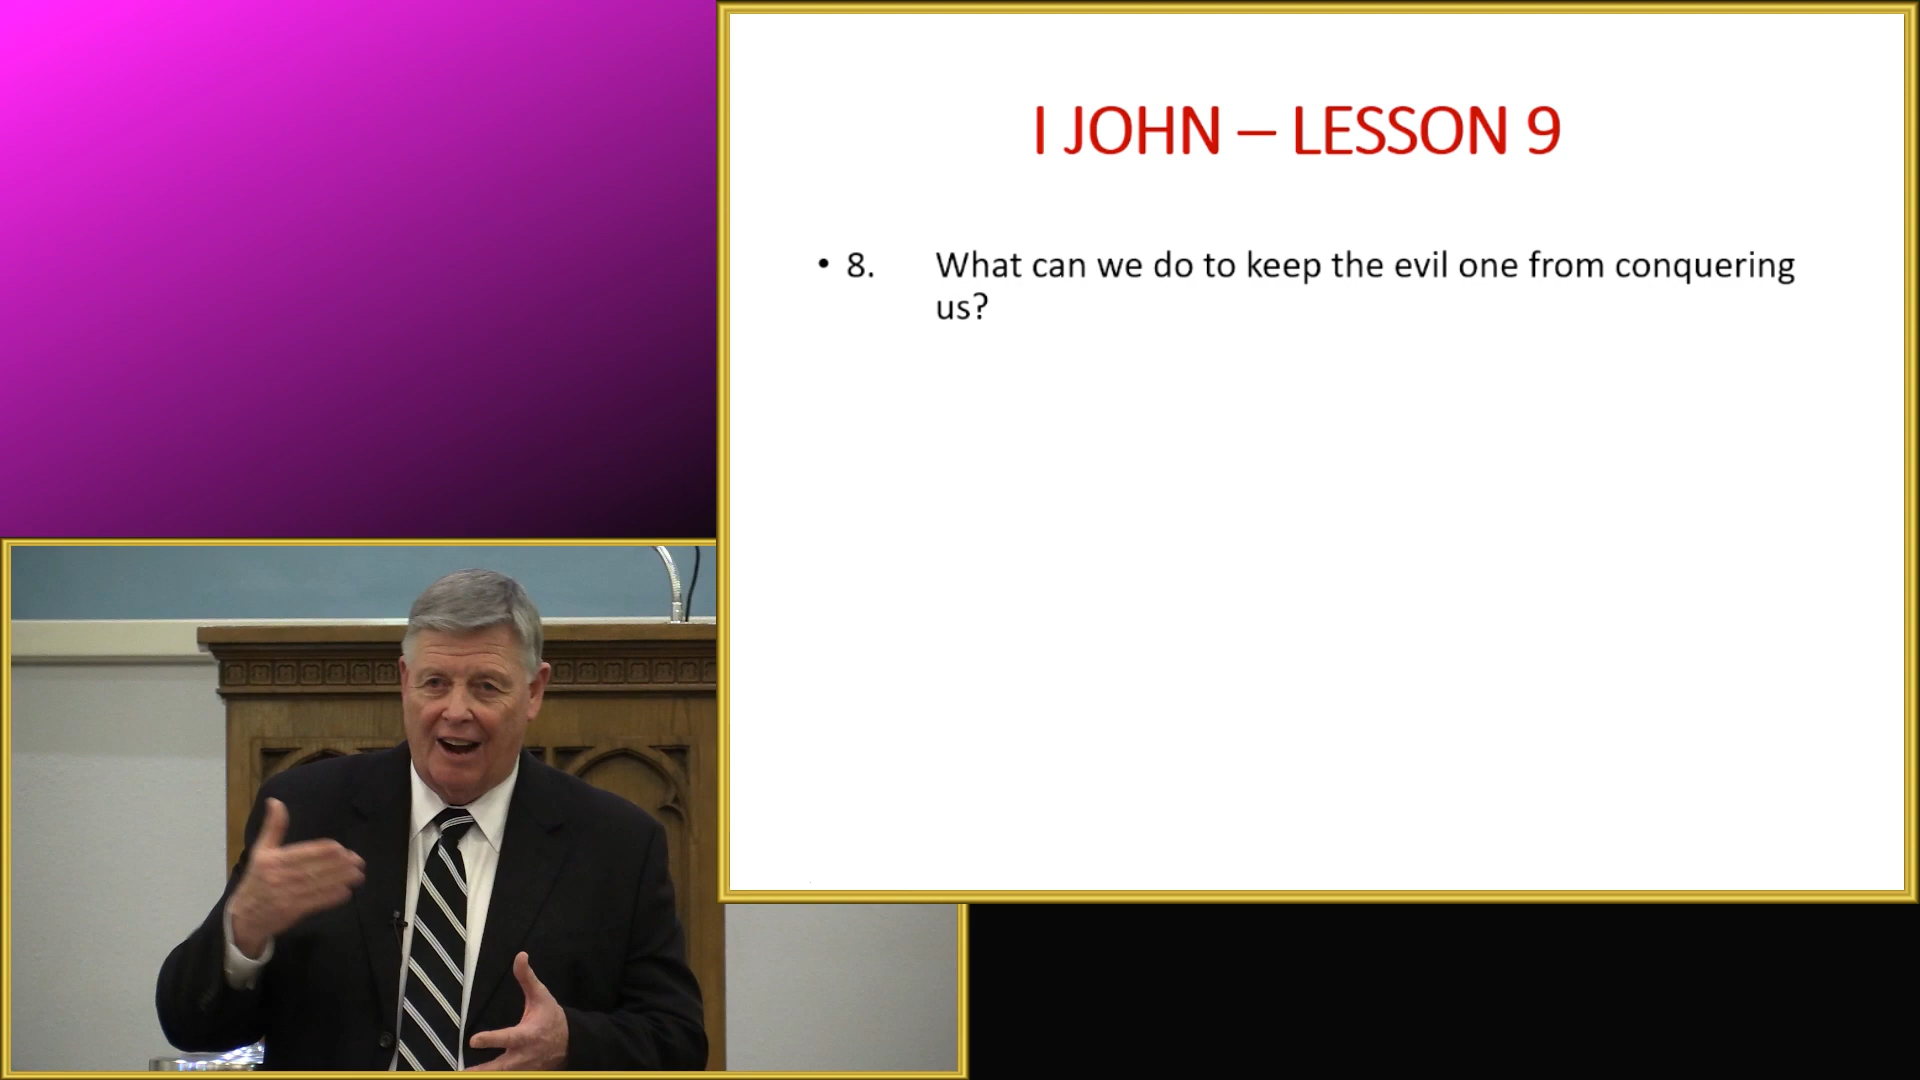 I JOHN – LESSON 9
• 8. What can we do to keep the evil one from conquering
us?